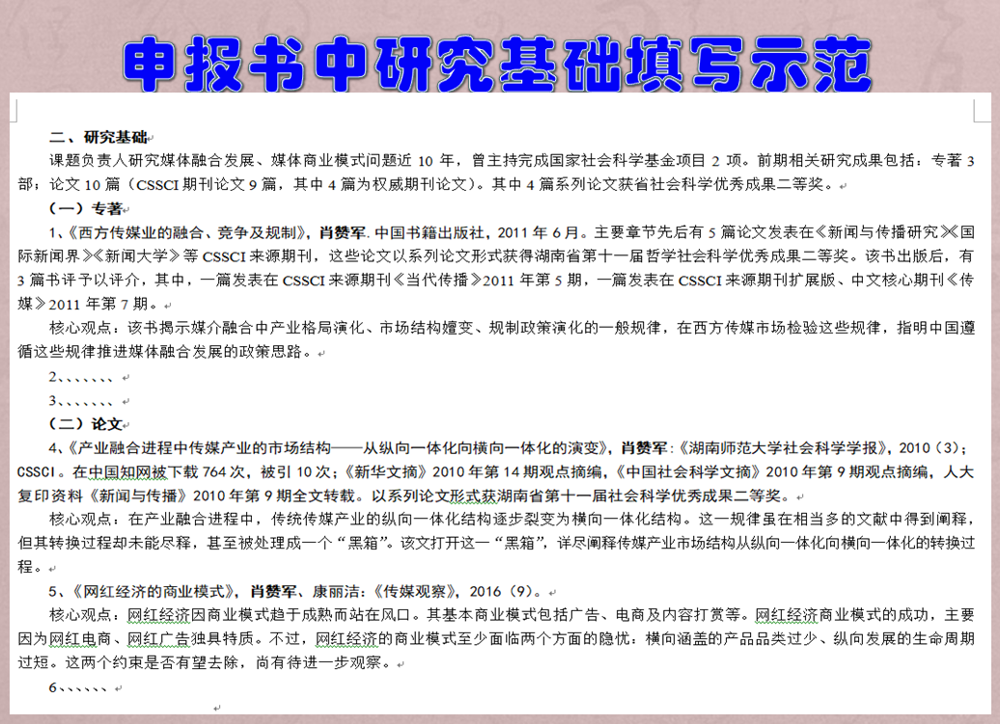 申报书中研究基础填写示范
二、研究基础
课题负责人研究媒体融合发展、媒体商业模式问题近 10 年，曾主持完成国家社会科学基金项目 2 项。前期相关研究成果包括：专著 3
部；论文 10 篇（CSSCI 期刊论文 9 篇，其中 4 篇为权威期刊论文）。其中 4 篇系列论文获省社会科学优秀成果二等奖。
（一）专著
1、《西方传媒业的融合、竞争及规制》，肖赞军．中国书籍出版社，2011 年 6 月。主要章节先后有 5 篇论文发表在《新闻与传播研究》《国
际新闻界》《新闻大学》等 CSSCI 来源期刊，这些论文以系列论文形式获得湖南省第十一届哲学社会科学优秀成果二等奖。该书出版后，有
3 篇书评予以评介，其中，一篇发表在 CSSCI 来源期刊《当代传播》2011 年第 5 期，一篇发表在 CSSCI 来源期刊扩展版、中文核心期刊《传
媒》2011 年第 7 期。
核心观点：该书揭示媒介融合中产业格局演化、市场结构嬗变、规制政策演化的一般规律，在西方传媒市场检验这些规律，指明中国遵
循这些规律推进媒体融合发展的政策思路。
2、、、、、、、
3、、、、、、、
（二）论文
4、《产业融合进程中传媒产业的市场结构——从纵向一体化向横向一体化的演变》，肖赞军：《湖南师范大学社会科学学报》，2010（3）；
CSSCI。在中国知网被下载 764 次，被引 10 次；《新华文摘》2010 年第 14 期观点摘编，《中国社会科学文摘》2010 年第 9 期观点摘编，人大
复印资料《新闻与传播》2010 年第 9 期全文转载。以系列论文形式获湖南省第十一届社会科学优秀成果二等奖。
核心观点：在产业融合进程中，传统传媒产业的纵向一体化结构逐步裂变为横向一体化结构。这一规律虽在相当多的文献中得到阐释，
但其转换过程却未能尽释，甚至被处理成一个“黑箱”。该文打开这一“黑箱”，详尽阐释传媒产业市场结构从纵向一体化向横向一体化的转换过
程。
5、《网红经济的商业模式》，肖赞军、康丽洁：《传媒观察》，2016（9）。
核心观点：网红经济因商业模式趋于成熟而站在风口。其基本商业模式包括广告、电商及内容打赏等。网红经济商业模式的成功，主要
因为网红电商、网红广告独具特质。不过，网红经济的商业模式至少面临两个方面的隐忧：横向涵盖的产品品类过少、纵向发展的生命周期
过短。这两个约束是否有望去除，尚有待进一步观察。
6、、、、、、